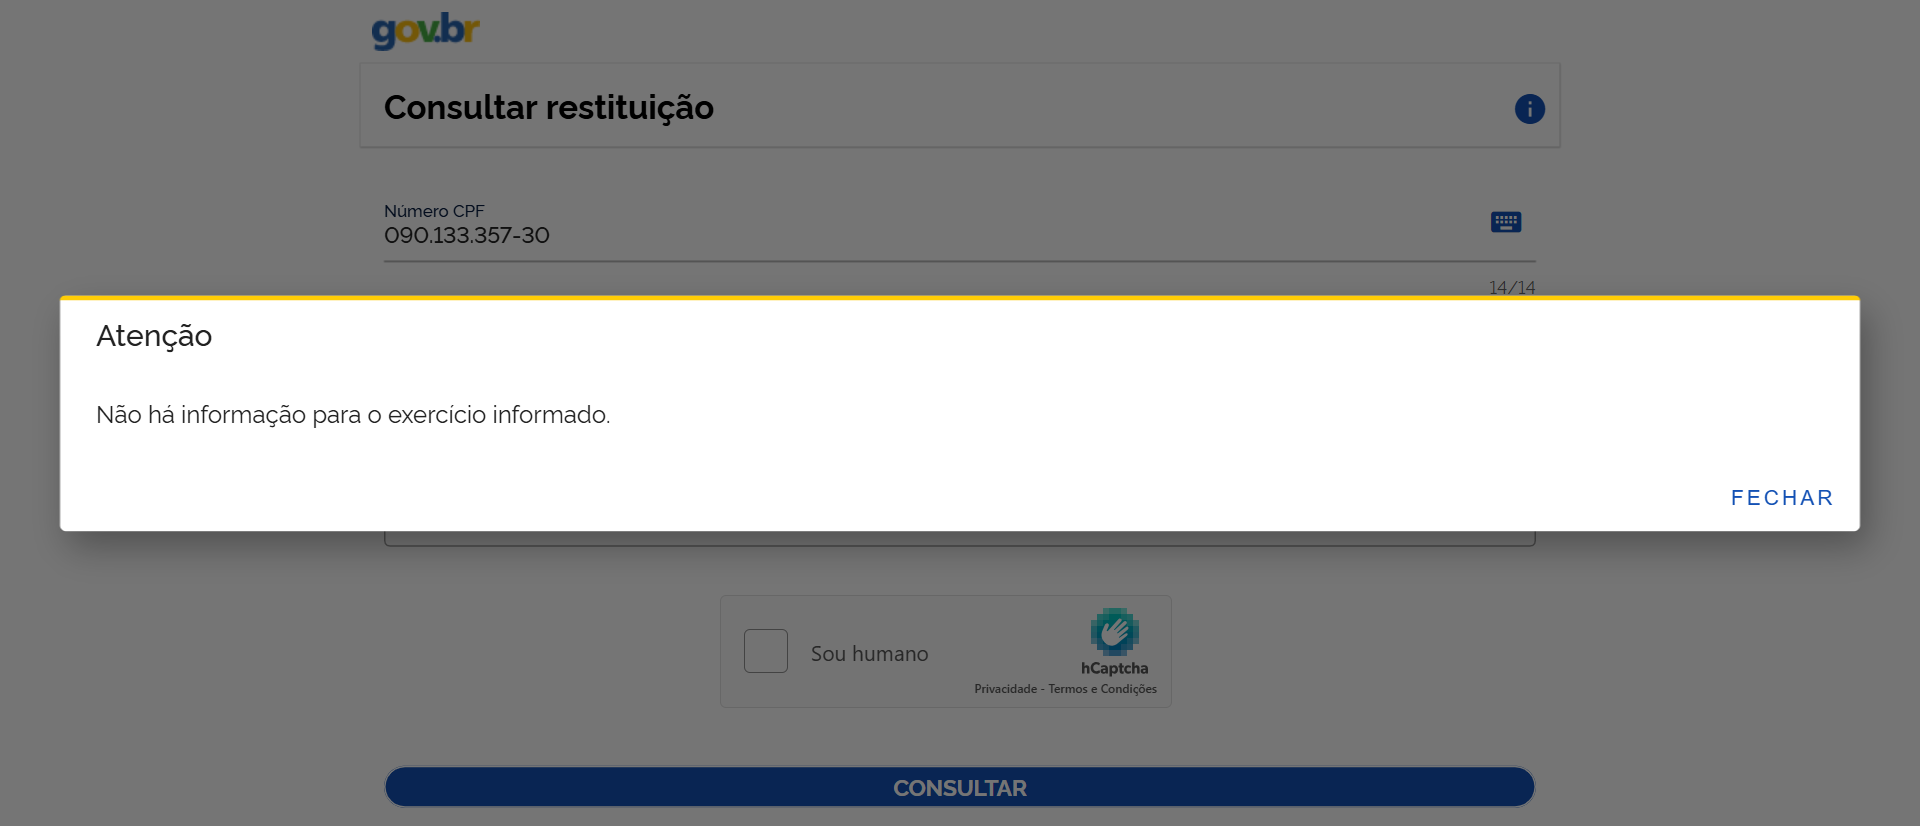 gov.br
Consultar restituição
Número CPF
090.133.357-30
14/14
Atenção
Não há informação para o exercício informado.
FECHAR
Sou humano
hCaptcha
Privacidade - Termos e Condições
CONSULTAR